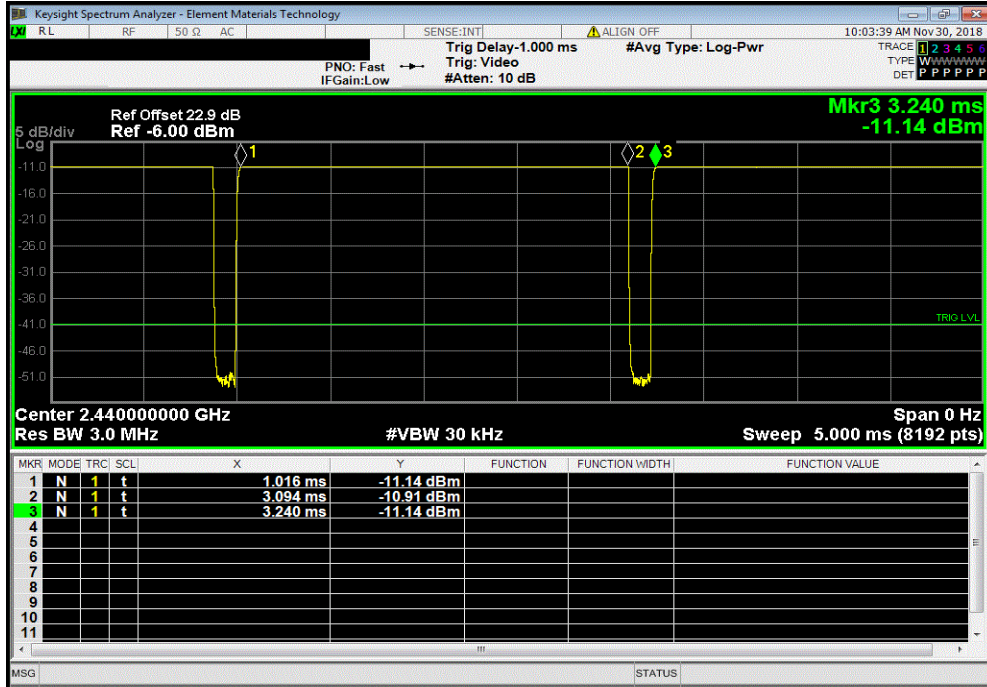 Keysight Spectrum Analyzer - Element Materials Technology
LXI RL RF 50 Ω AC SENSE:INT ALIGN OFF 10:03:39 AM Nov 30, 2018
Trig Delay-1.000 ms #Avg Type: Log-Pwr TRACE 1 2 3 4 5 6
PNO: Fast Trig: Video TYPE WWWWWW
IFGain:Low #Atten: 10 dB DET P P P P P P
Mkr3 3.240 ms
-11.14 dBm
Ref Offset 22.9 dB
5 dB/div Ref -6.00 dBm
Log
1 2 3
-11.0
-16.0
-21.0
-26.0
-31.0
-36.0
-41.0 TRIG LVL
-46.0
-51.0
Center 2.440000000 GHz Span 0 Hz
Res BW 3.0 MHz #VBW 30 kHz Sweep 5.000 ms (8192 pts)
MKR MODE TRC SCL X Y FUNCTION FUNCTION WIDTH FUNCTION VALUE
1 N 1 t 1.016 ms -11.14 dBm
2 N 1 t 3.094 ms -10.91 dBm
3 N 1 t 3.240 ms -11.14 dBm
4
5
6
7
8
9
10
11
MSG STATUS